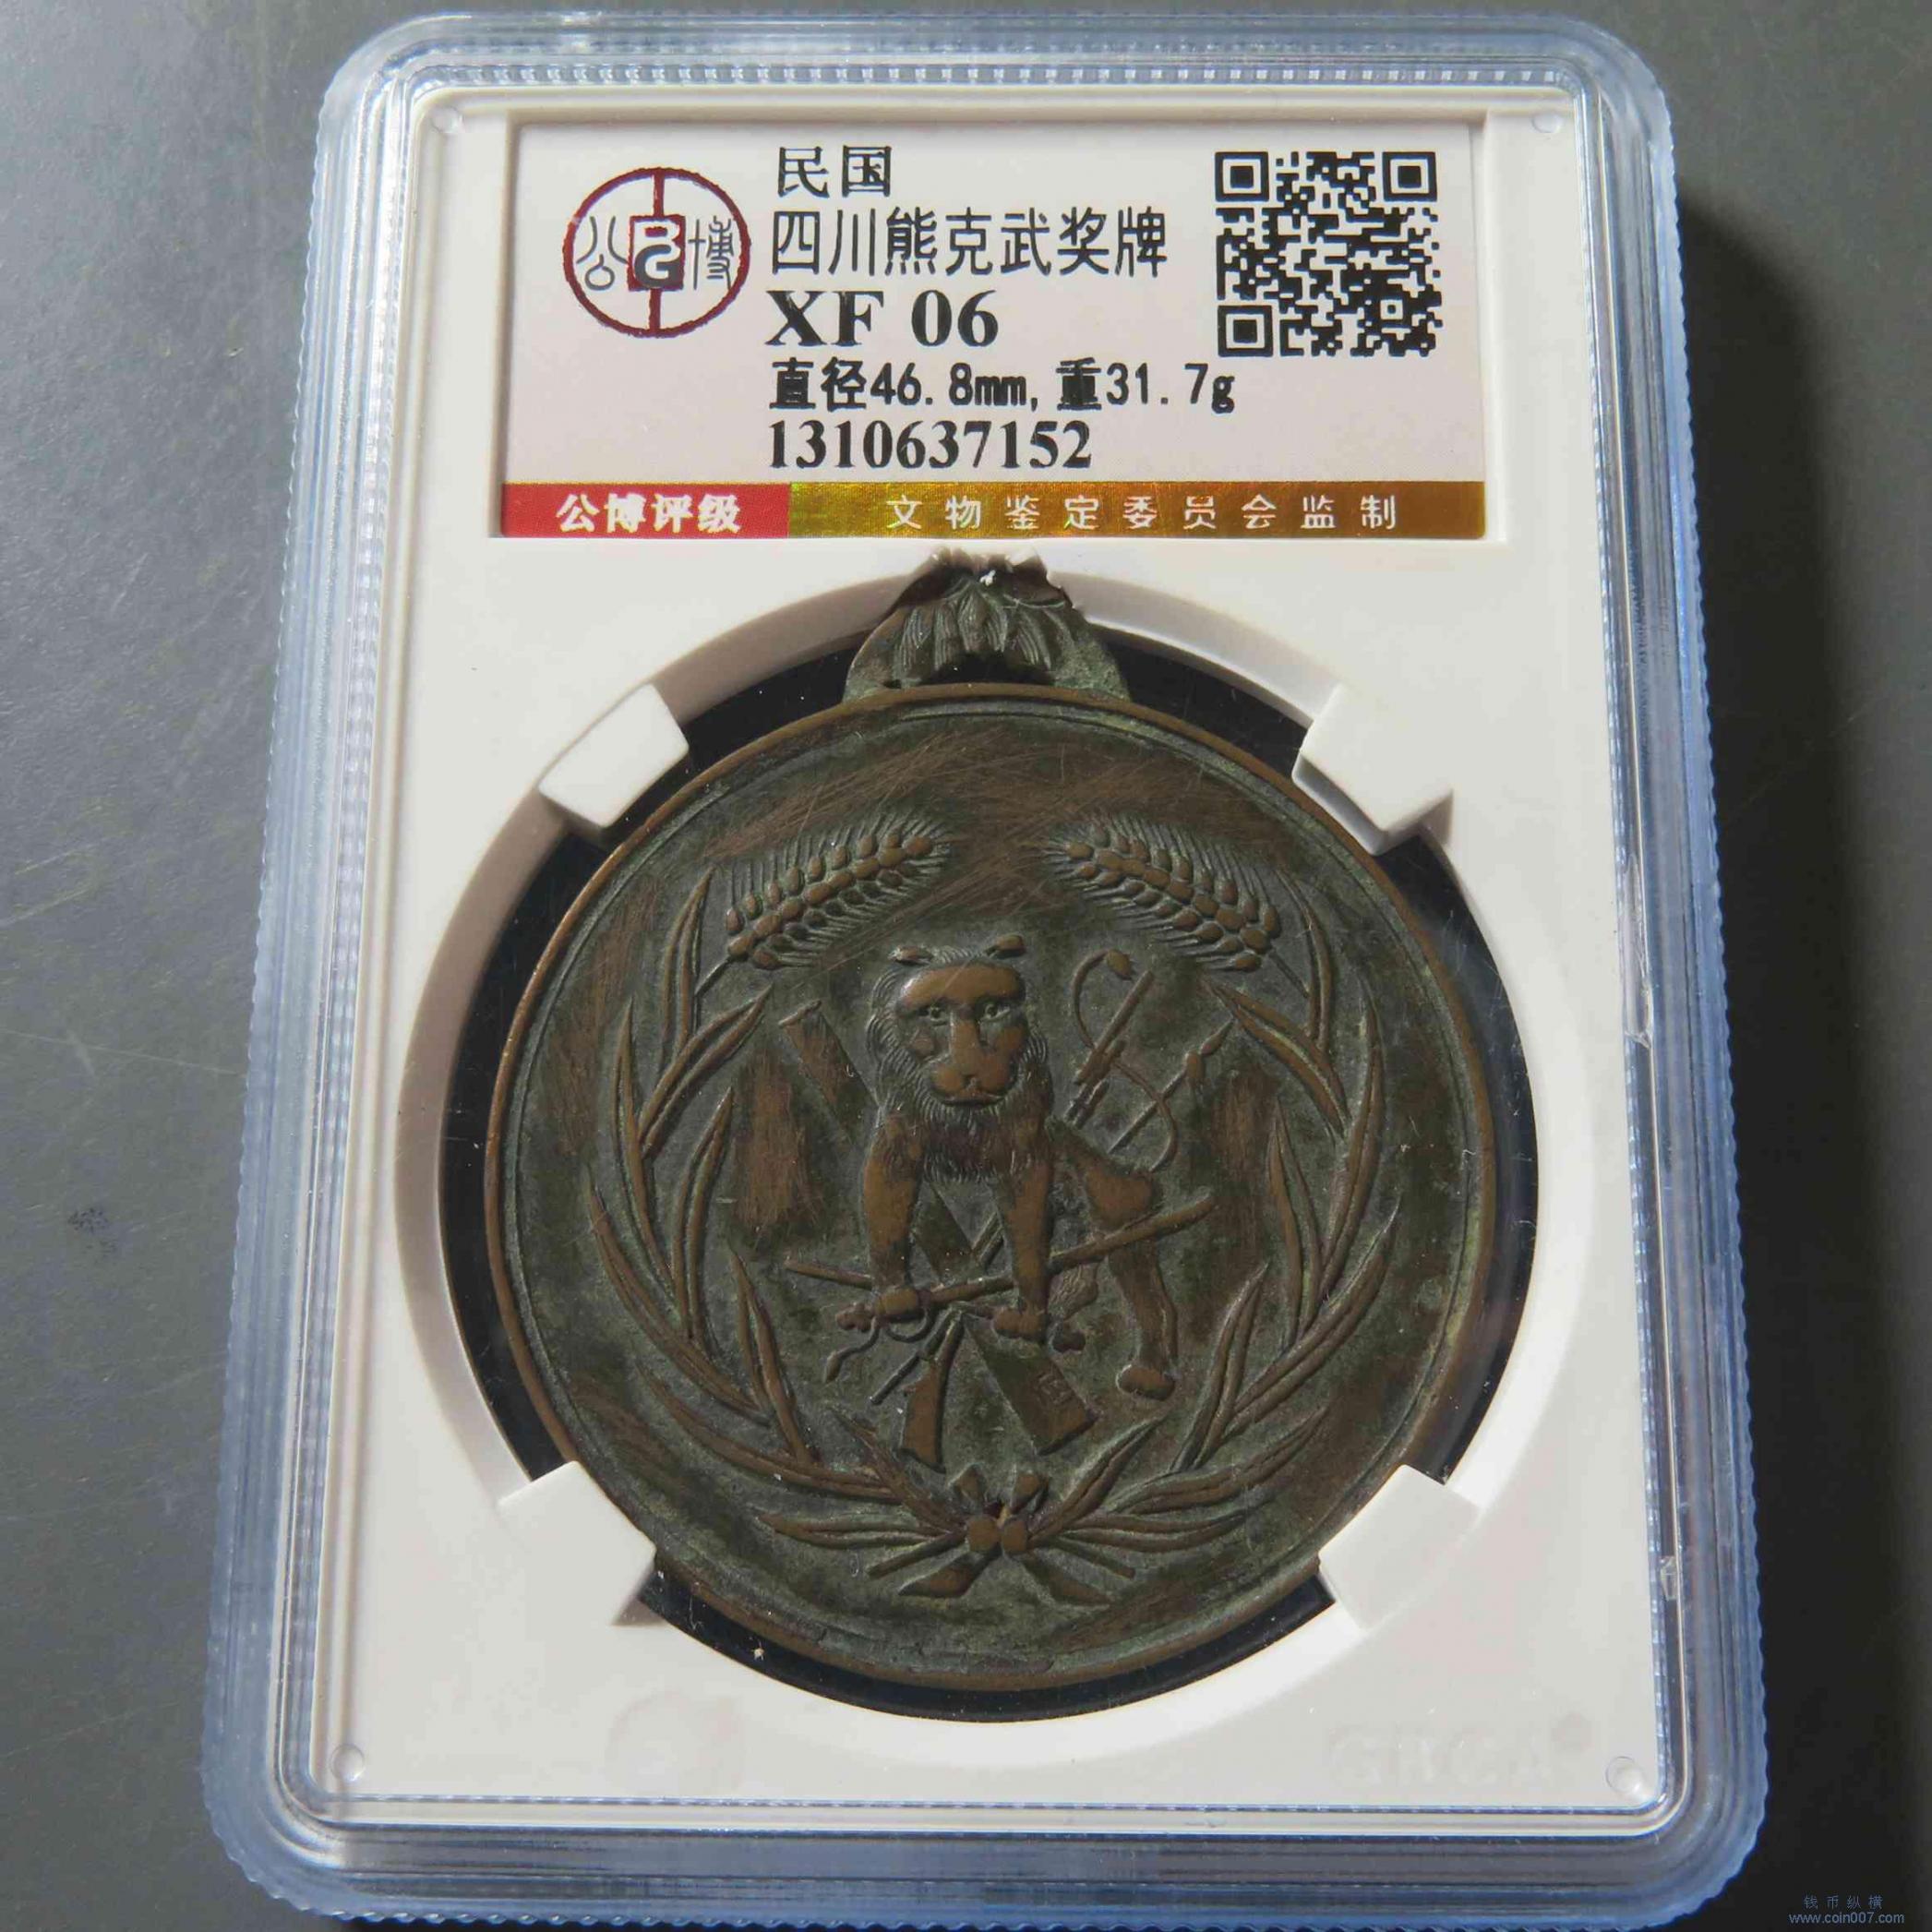 公 博
民国
四川熊克武奖牌
XF 06
直径46.8mm,重31.7g
1310637152
公博评级 文物鉴定委员会监制
钱币纵横
www.coin007.com